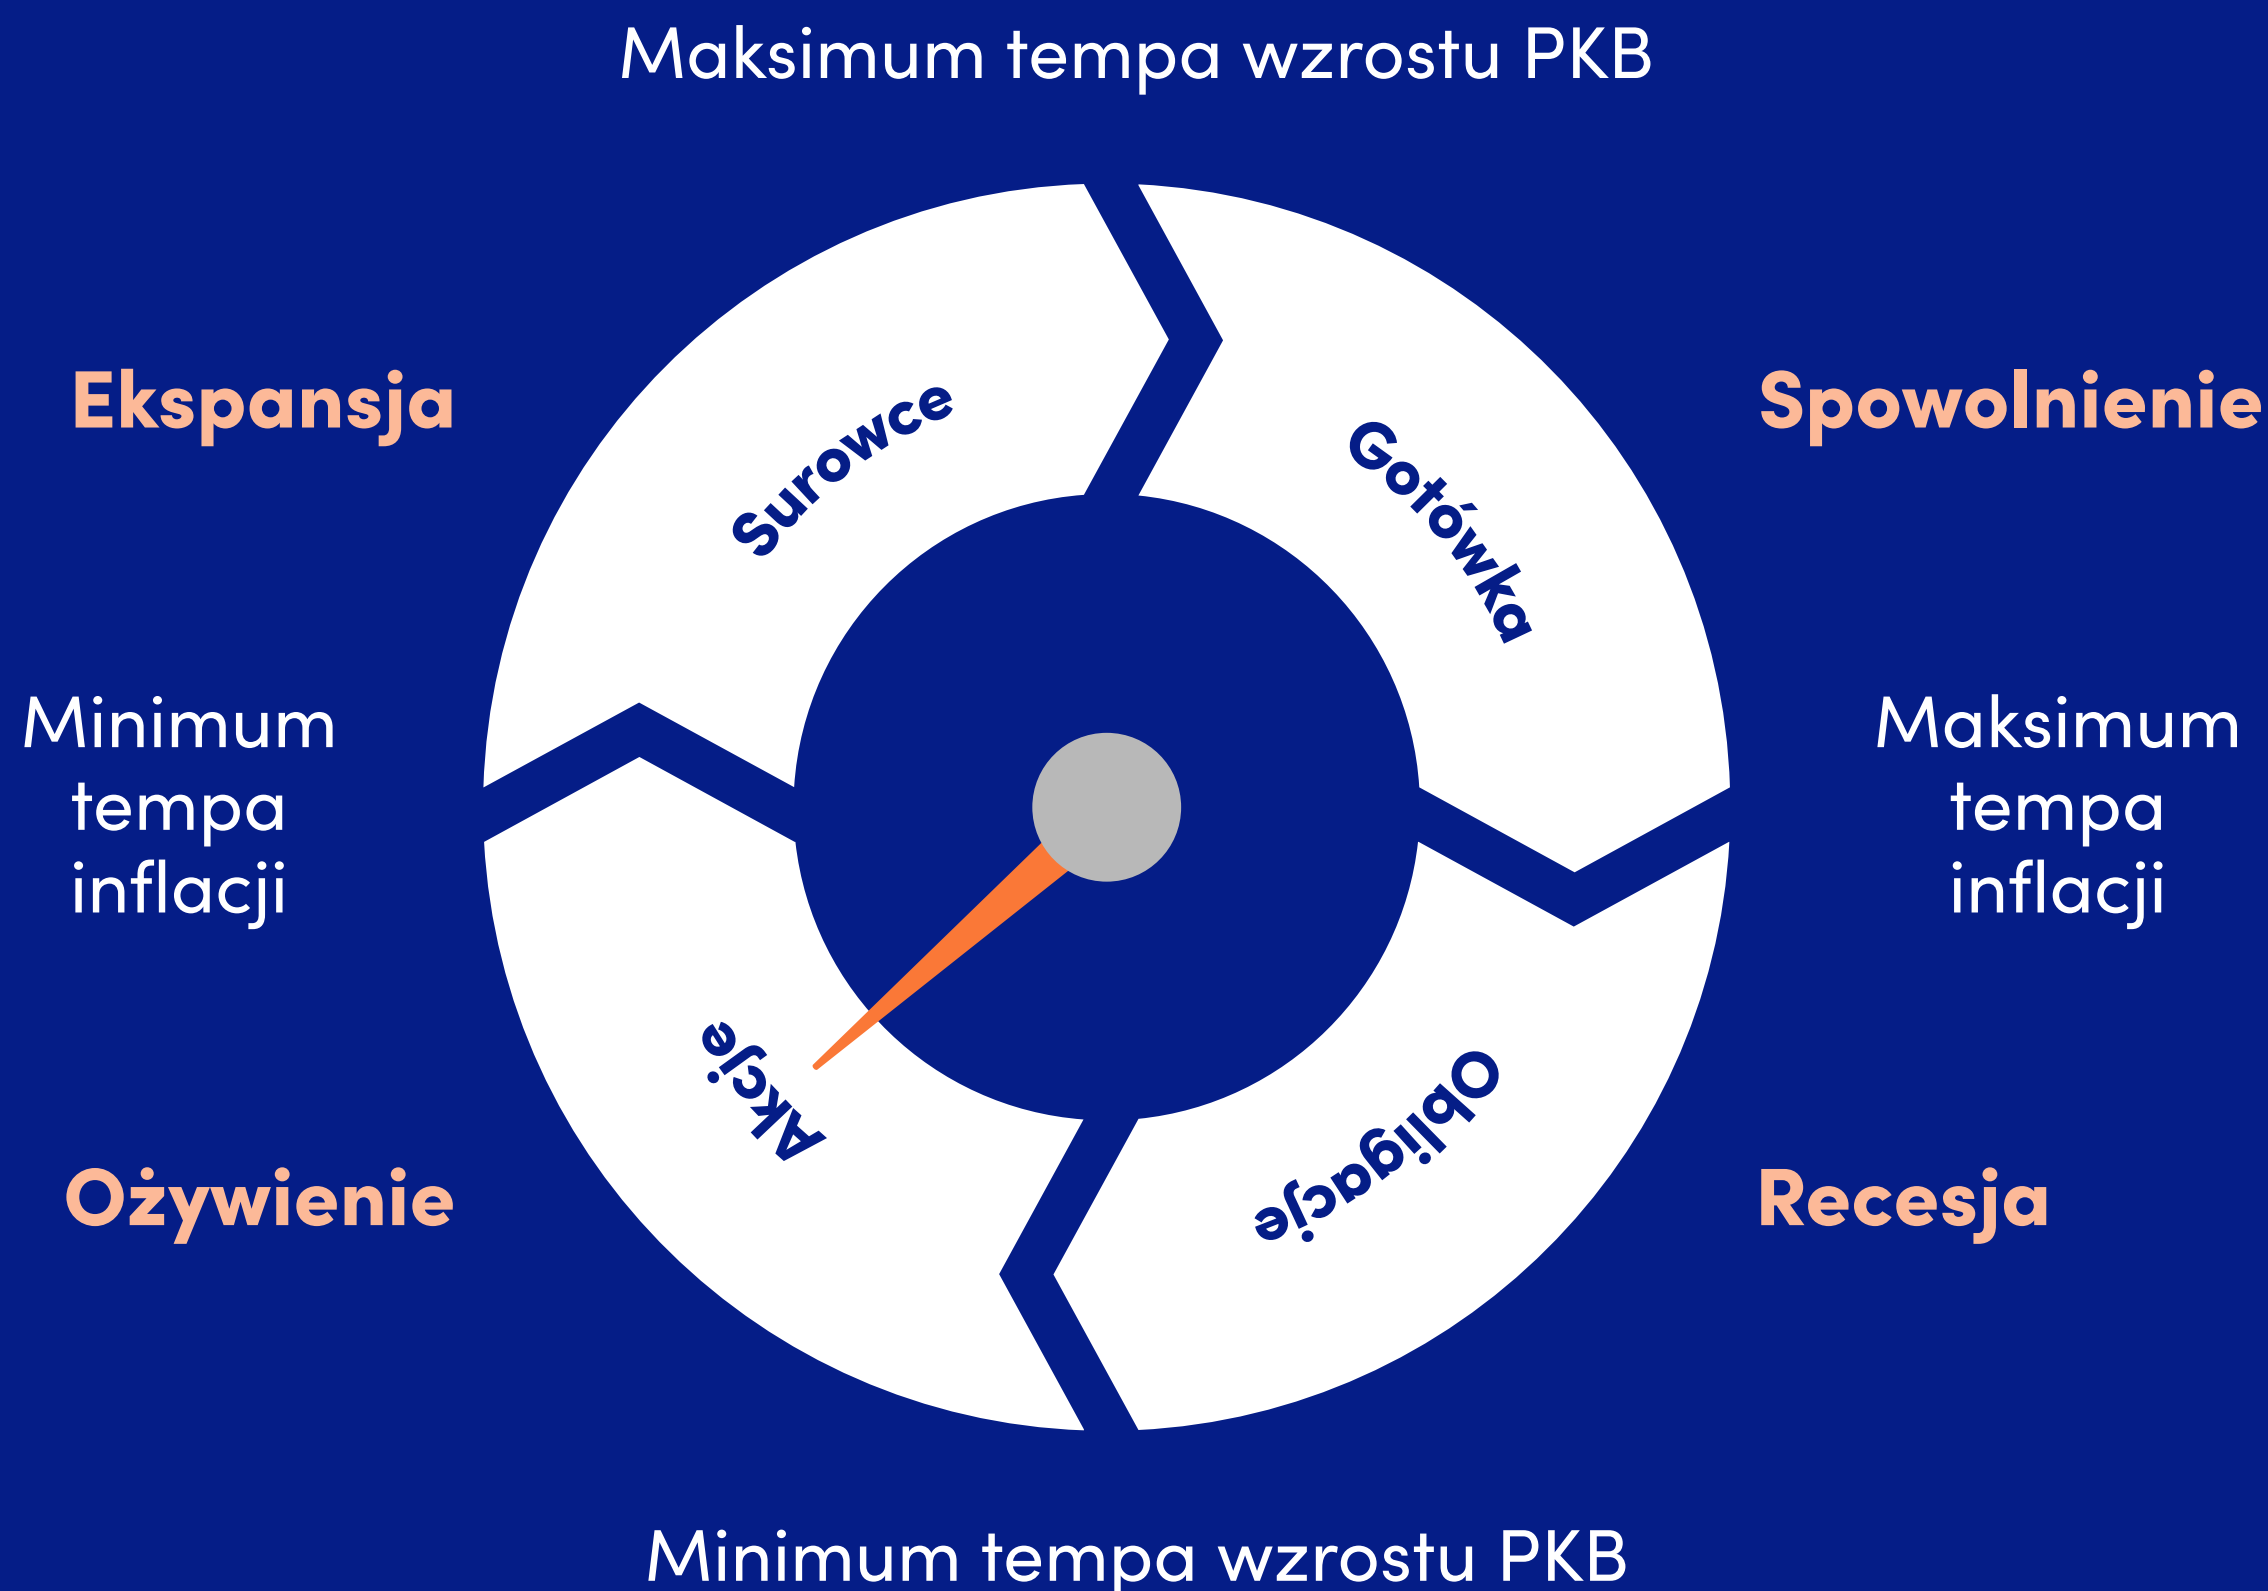 Maksimum tempa wzrostu PKB
Ekspansja
Surowce
Gotówka
Spowolnienie
Minimum
tempa
inflacji
Maksimum
tempa
inflacji
Ożywienie
Akcje
Obligacje
Recesja
Minimum tempa wzrostu PKB